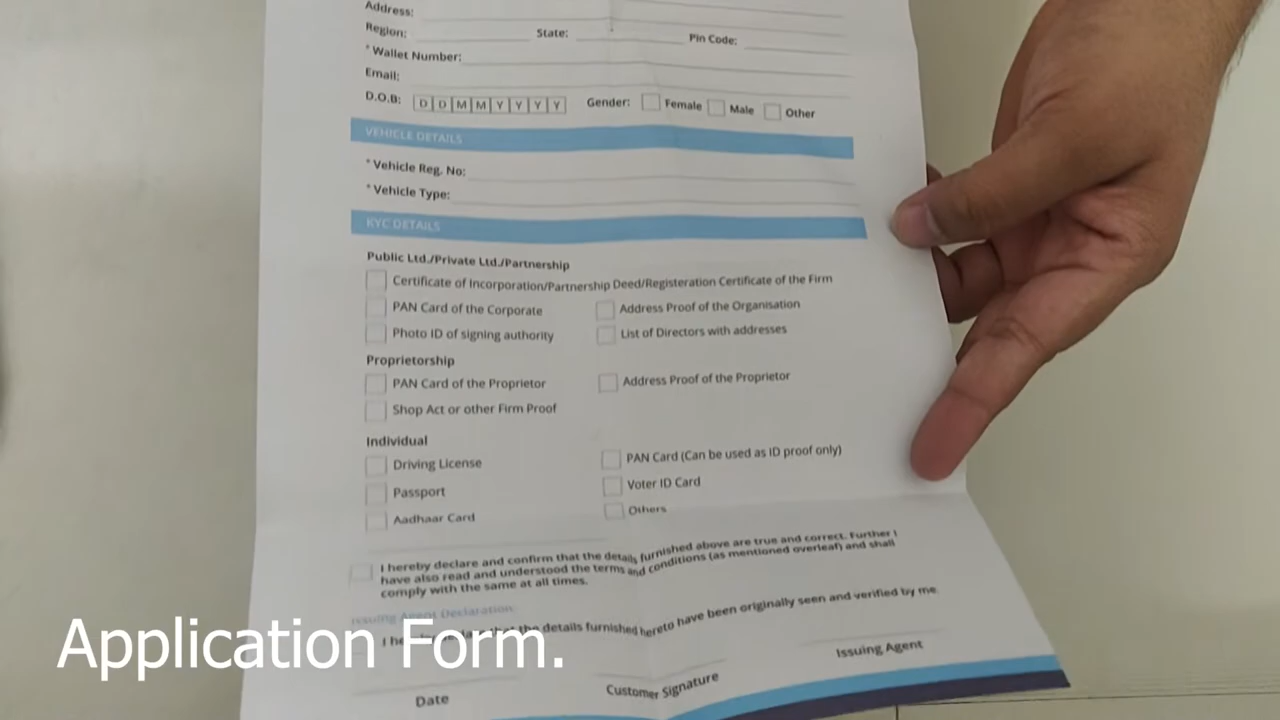 Address:
Region: State: Pin Code:
* Wallet Number:
Email:
D.O.B: D D M M Y Y Y Y Gender: Female Male Other
VEHICLE DETAILS
* Vehicle Reg. No:
* Vehicle Type:
KYC DETAILS
Public Ltd./Private Ltd./Partnership
Certificate of Incorporation/Partnership Deed/Registration Certificate of the Firm
PAN Card of the Corporate Address Proof of the Organisation
Photo ID of signing authority List of Directors with addresses
Proprietorship
PAN Card of the Proprietor Address Proof of the Proprietor
Shop Act or other Firm Proof
Individual
Driving License PAN Card (Can be used as ID proof only)
Passport Voter ID Card
Aadhaar Card Others
I hereby declare and confirm that the details furnished above are true and correct. Further I
have also read and understood the terms and conditions (as mentioned overleaf) and shall
comply with the same at all times.
Issuing Agent Declaration
I the details furnished hereto have been originally seen and verified by me.
Application Form.
Date Customer Signature Issuing Agent